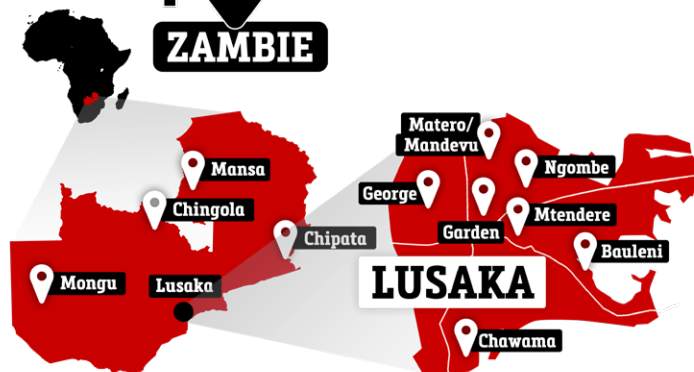 ZAMBIE
Mansa
Chingola
Chipata
Mongu
Lusaka
Matero/
Mandevu
Ngombe
George
Garden
Mtendere
Bauleni
LUSAKA
Chawama